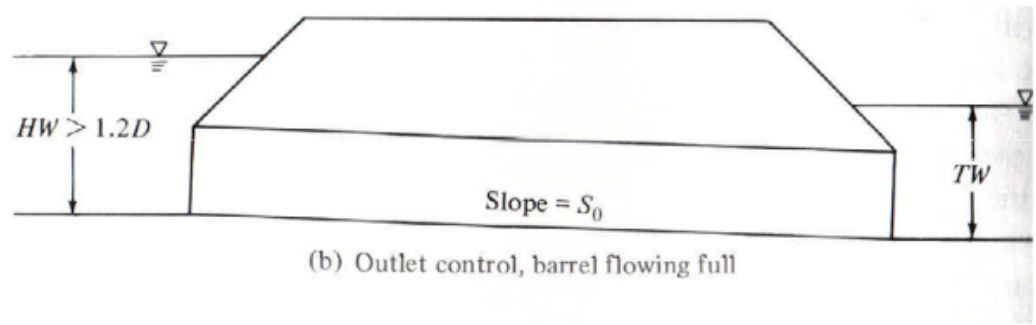 HW > 1.2D
TW
Slope = S₀
(b) Outlet control, barrel flowing full